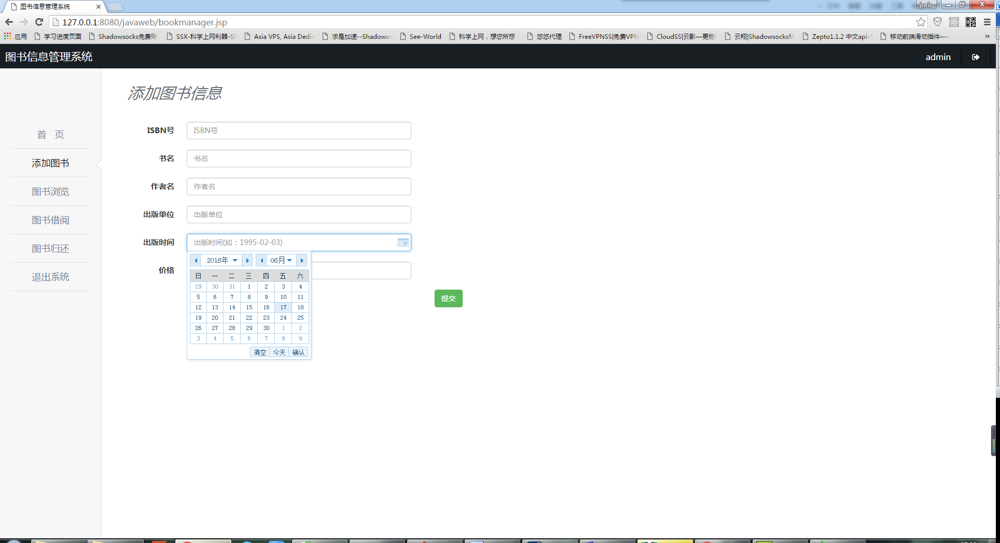 图书信息管理系统
joris
127.0.0.1:8080/javaweb/bookmanager.jsp
应用 学习进度页面 Shadowsocks免费账 SSX-科学上网利器-S Asia VPS, Asia Dedic 求是加速--Shadowsc See-World 科学上网，想您所想！ 悠悠代理 FreeVPNSS|免费VPN CloudSS|云影—更稳 云翔|Shadowsocks科 Zepto1.1.2 中文api- 移动前端滑动插件—— »
图书信息管理系统 admin
首 页
添加图书
图书浏览
图书借阅
图书归还
退出系统
添加图书信息
ISBN号 ISBN号
书名 书名
作者名 作者名
出版单位 出版单位
出版时间 出版时间(如：1995-02-03)
价格
2016年 06月
日 一 二 三 四 五 六
29 30 31 1 2 3 4
5 6 7 8 9 10 11
12 13 14 15 16 17 18
19 20 21 22 23 24 25
26 27 28 29 30 1 2
3 4 5 6 7 8 9
清空 今天 确认
提交